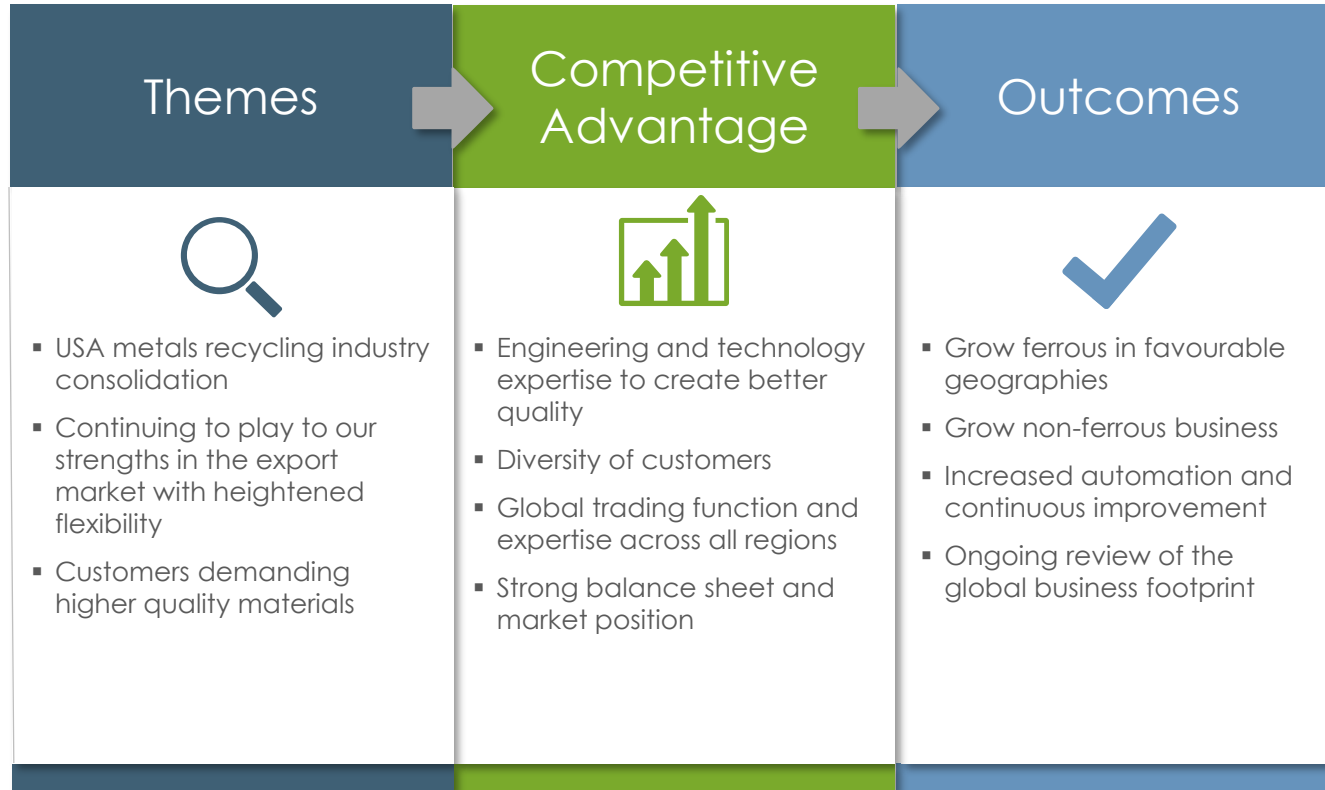 Themes
Competitive
Advantage
Outcomes
▪ USA metals recycling industry
consolidation
▪ Continuing to play to our
strengths in the export
market with heightened
flexibility
▪ Customers demanding
higher quality materials
▪ Engineering and technology
expertise to create better
quality
▪ Diversity of customers
▪ Global trading function and
expertise across all regions
▪ Strong balance sheet and
market position
▪ Grow ferrous in favourable
geographies
▪ Grow non-ferrous business
▪ Increased automation and
continuous improvement
▪ Ongoing review of the
global business footprint